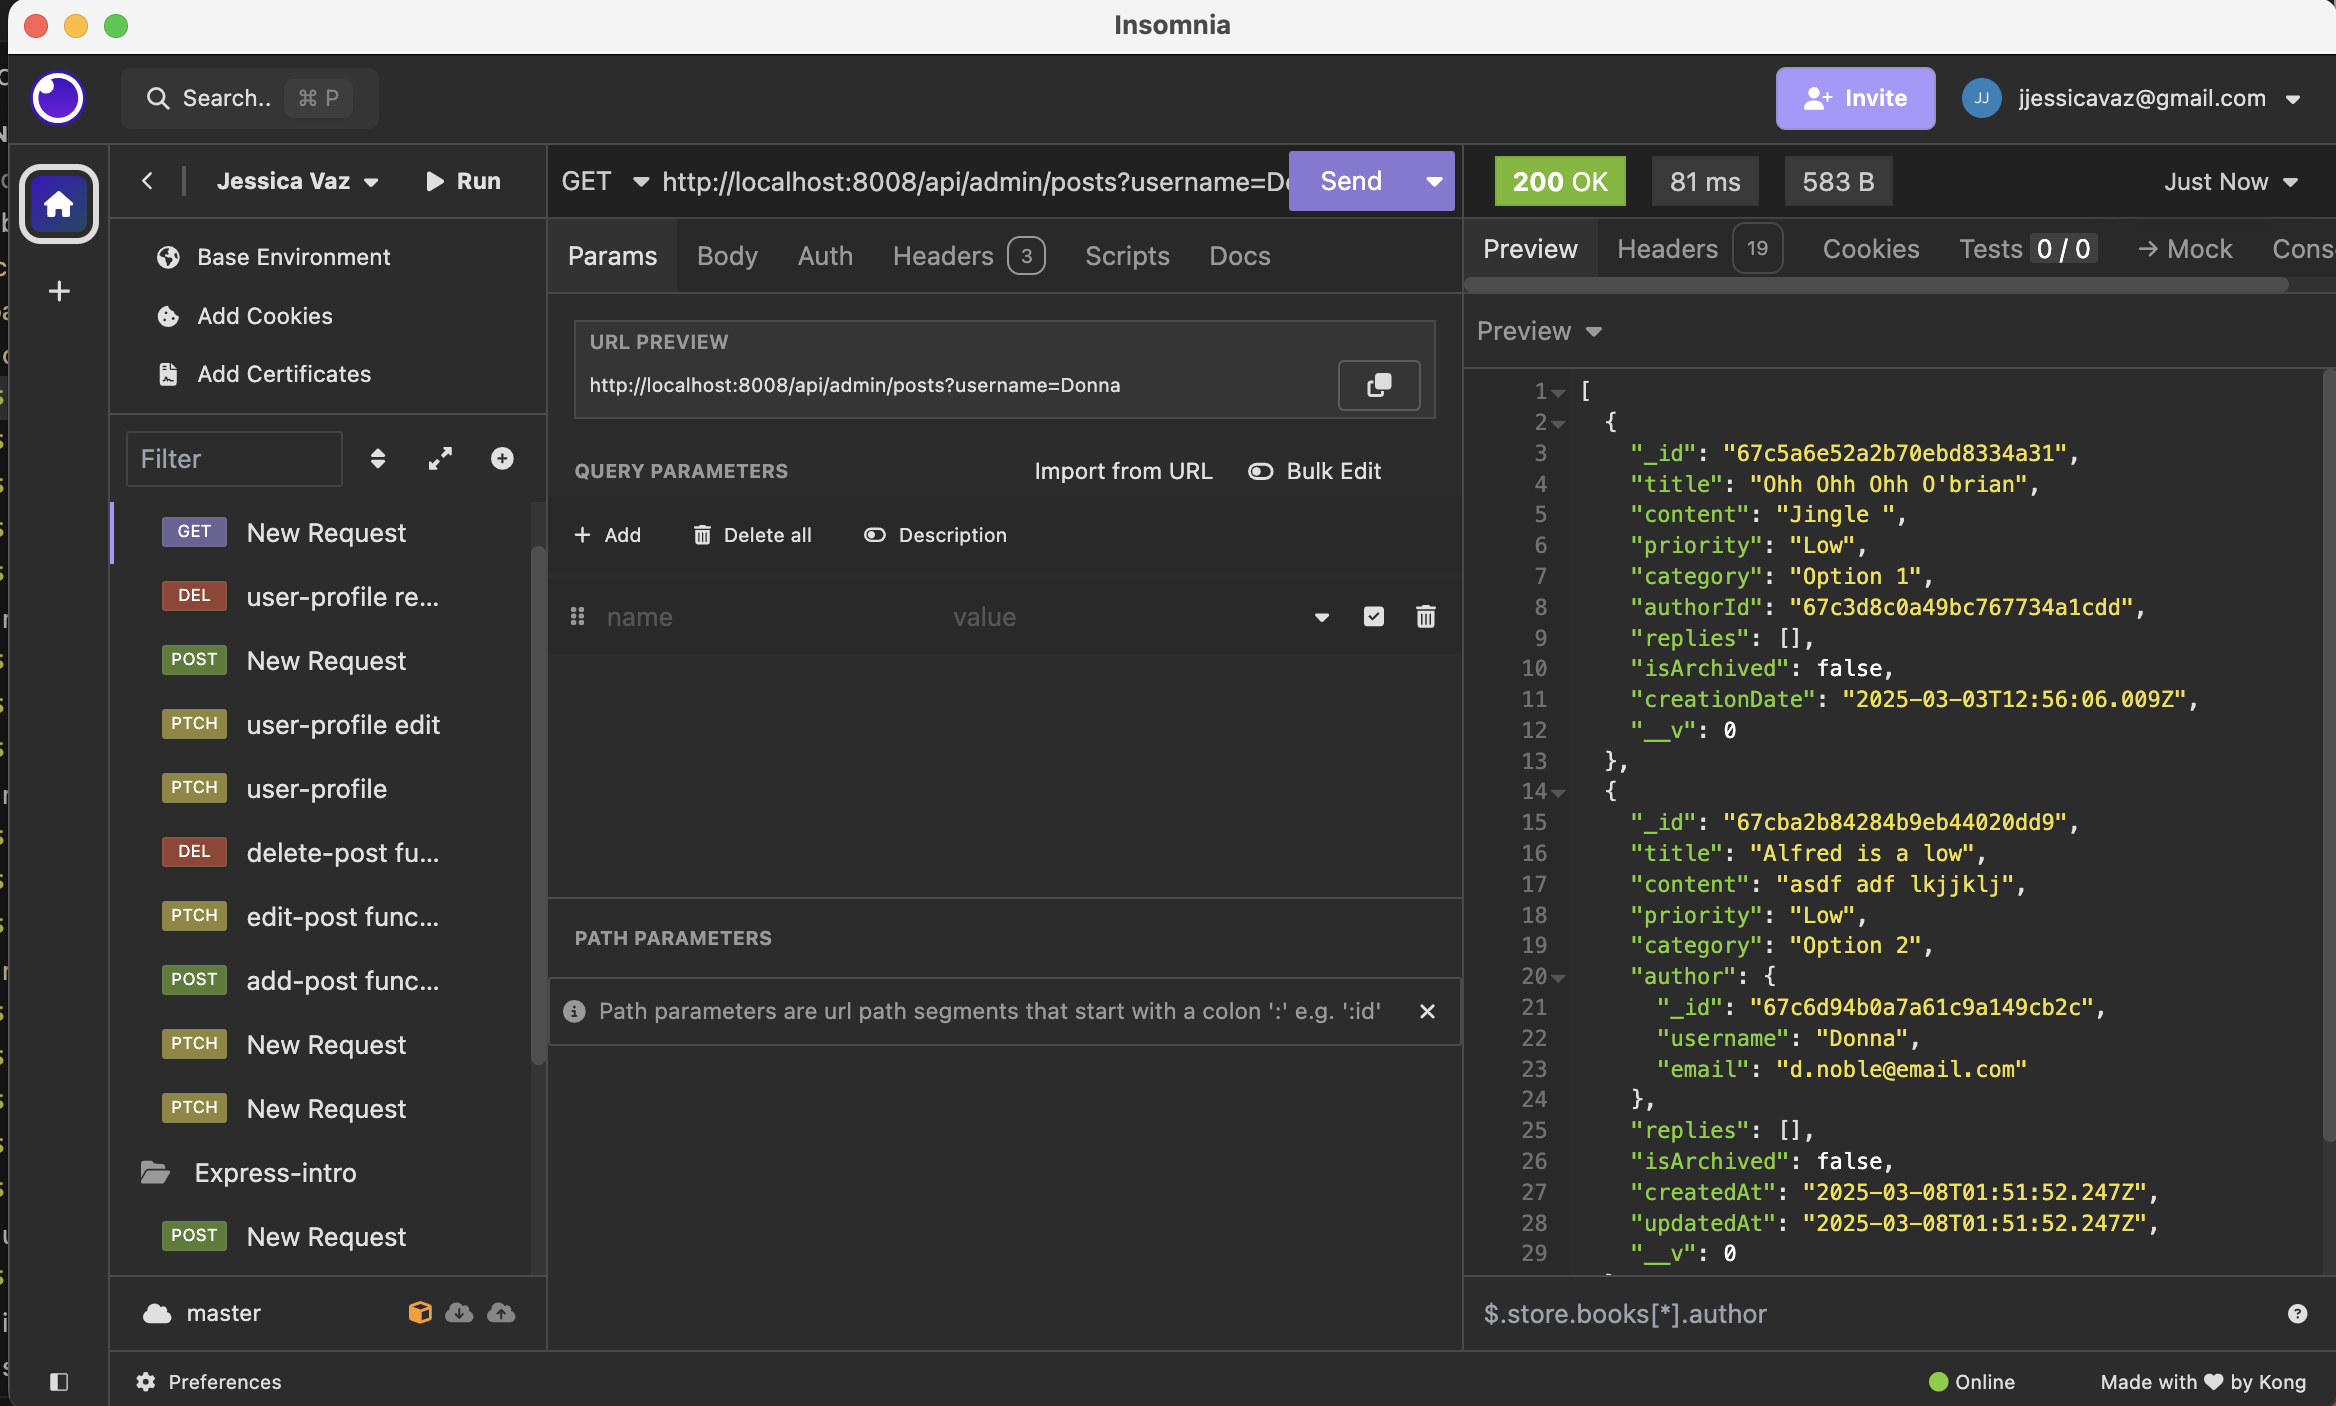 Insomnia
Search.. ⌘ P
Invite
JJ
jjessicavaz@gmail.com
Jessica Vaz
Run
GET http://localhost:8008/api/admin/posts?username=D
Send
200 OK
81 ms
583 B
Just Now
Base Environment
Add Cookies
Add Certificates
Filter
GET New Request
DEL user-profile re...
POST New Request
PTCH user-profile edit
PTCH user-profile
DEL delete-post fu...
PTCH edit-post func...
POST add-post func...
PTCH New Request
PTCH New Request
Express-intro
POST New Request
master
Preferences
Params
Body
Auth
Headers 3
Scripts
Docs
URL PREVIEW
http://localhost:8008/api/admin/posts?username=Donna
QUERY PARAMETERS
Import from URL
Bulk Edit
+ Add
Delete all
Description
name
value
PATH PARAMETERS
Path parameters are url path segments that start with a colon ':' e.g. ':id'
Preview
Headers 19
Cookies
Tests 0 / 0
→ Mock
Cons
Preview
1 [
2 {
3 "_id": "67c5a6e52a2b70ebd8334a31",
4 "title": "Ohh Ohh Ohh O'brian",
5 "content": "Jingle ",
6 "priority": "Low",
7 "category": "Option 1",
8 "authorId": "67c3d8c0a49bc767734a1cdd",
9 "replies": [],
10 "isArchived": false,
11 "creationDate": "2025-03-03T12:56:06.009Z",
12 "__v": 0
13 },
14 {
15 "_id": "67cba2b84284b9eb44020dd9",
16 "title": "Alfred is a low",
17 "content": "asdf adf lkjjklj",
18 "priority": "Low",
19 "category": "Option 2",
20 "author": {
21 "_id": "67c6d94b0a7a61c9a149cb2c",
22 "username": "Donna",
23 "email": "d.noble@email.com"
24 },
25 "replies": [],
26 "isArchived": false,
27 "createdAt": "2025-03-08T01:51:52.247Z",
28 "updatedAt": "2025-03-08T01:51:52.247Z",
29 "__v": 0
$.store.books[*].author
Online
Made with ♥ by Kong